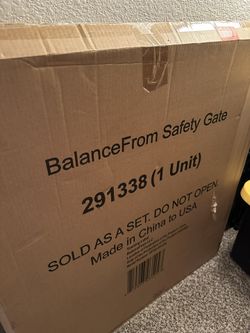 BalanceFrom Safety Gate
291338 (1 Unit)
SOLD AS A SET. DO NOT OPEN.
Made in China to USA